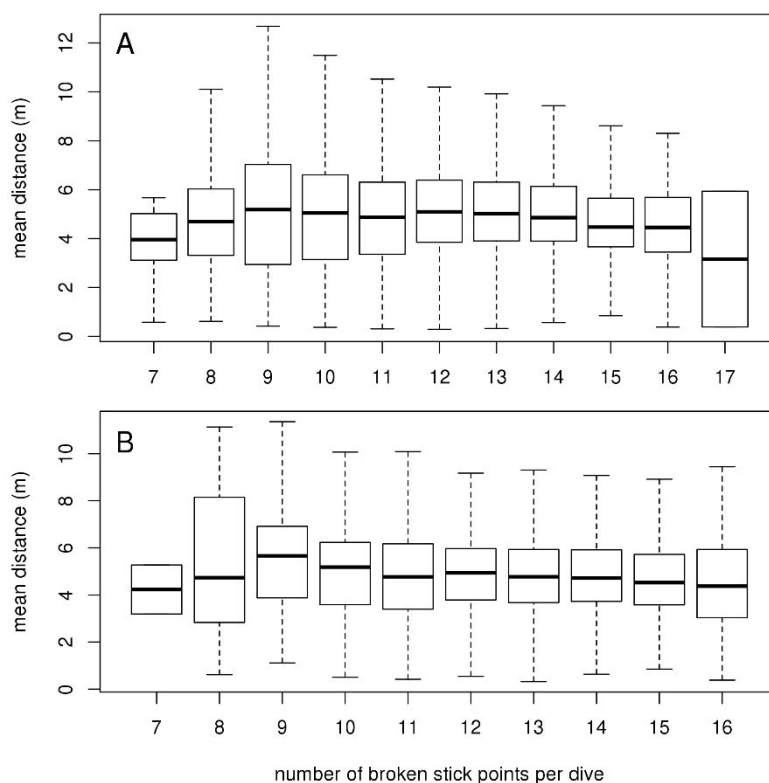 A
mean distance (m)
12
10
8
6
4
2
0
7 8 9 10 11 12 13 14 15 16 17
B
mean distance (m)
10
8
6
4
2
0
7 8 9 10 11 12 13 14 15 16
number of broken stick points per dive